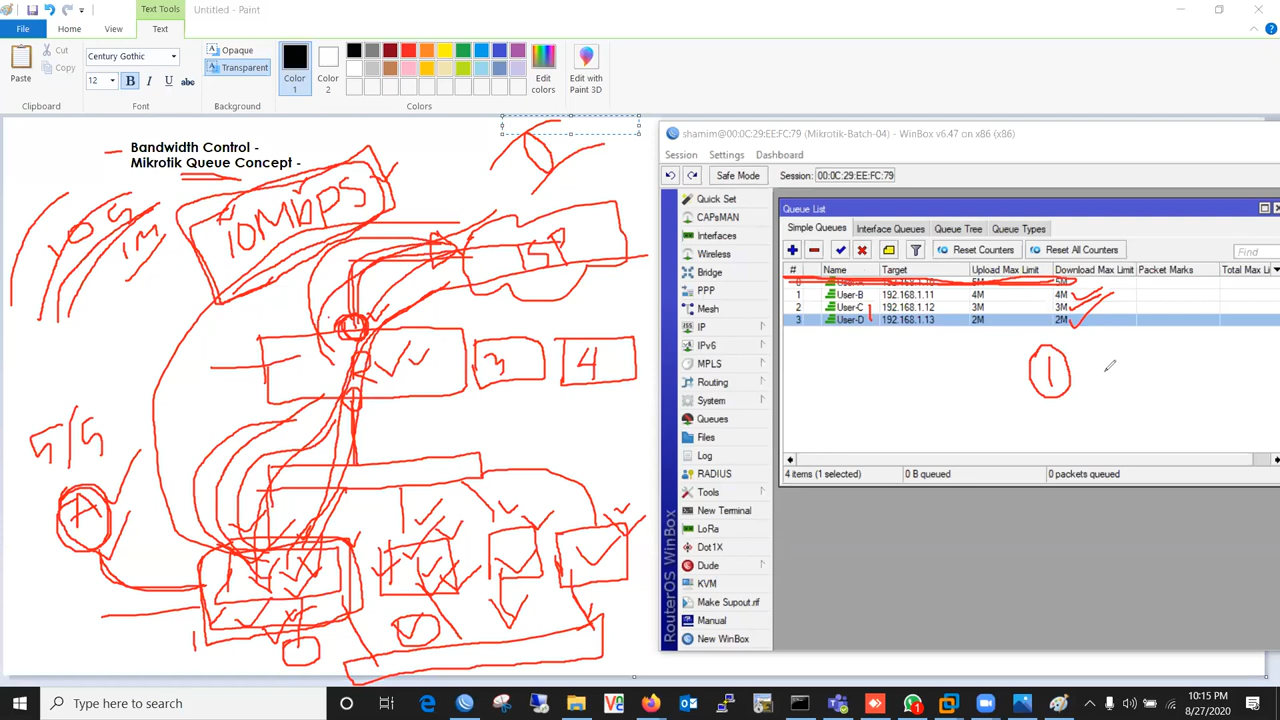 Text Tools
Untitled - Paint
File
Home
View
Text
Paste
Cut
Copy
Clipboard
Century Gothic
12
B
I
U
abc
Font
Opaque
Transparent
Background
Color
1
Color
2
Edit
colors
Edit with
Paint 3D
Colors
Bandwidth Control -
Mikrotik Queue Concept -
10Mbps
1M
5/5
A
3
4
1
shamim@00:0C:29:EE:FC:79 (Mikrotik-Batch-04) - WinBox v6.47 on x86 (x86)
Session Settings Dashboard
Safe Mode Session: 00:0C:29:EE:FC:79
RouterOS WinBox
Quick Set
CAPsMAN
Interfaces
Wireless
Bridge
PPP
Mesh
IP
IPv6
MPLS
Routing
System
Queues
Files
Log
RADIUS
Tools
New Terminal
LoRa
Dot1X
Dude
KVM
Make Supout.rif
Manual
New WinBox
Queue List
Simple Queues Interface Queues Queue Tree Queue Types
Reset Counters Reset All Counters Find
# Name Target Upload Max Limit Download Max Limit Packet Marks Total Max Li
1 User-B 192.168.1.11 4M 4M
2 User-C 192.168.1.12 3M 3M
3 User-D 192.168.1.13 2M 2M
4 items (1 selected) 0 B queued 0 packets queued
Type here to search
10:15 PM
8/27/2020